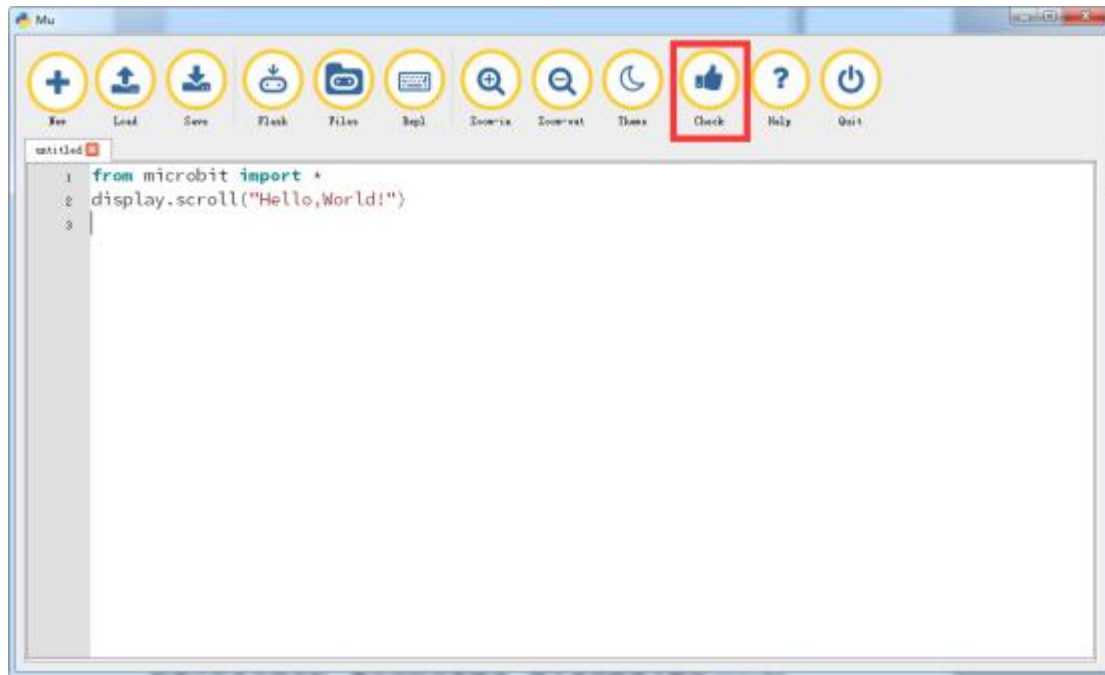 Mu
New Load Save Flash Files Repl Zoom-in Zoom-out Theme Check Help Quit
untitled
1 from microbit import *
2 display.scroll("Hello,World!")
3